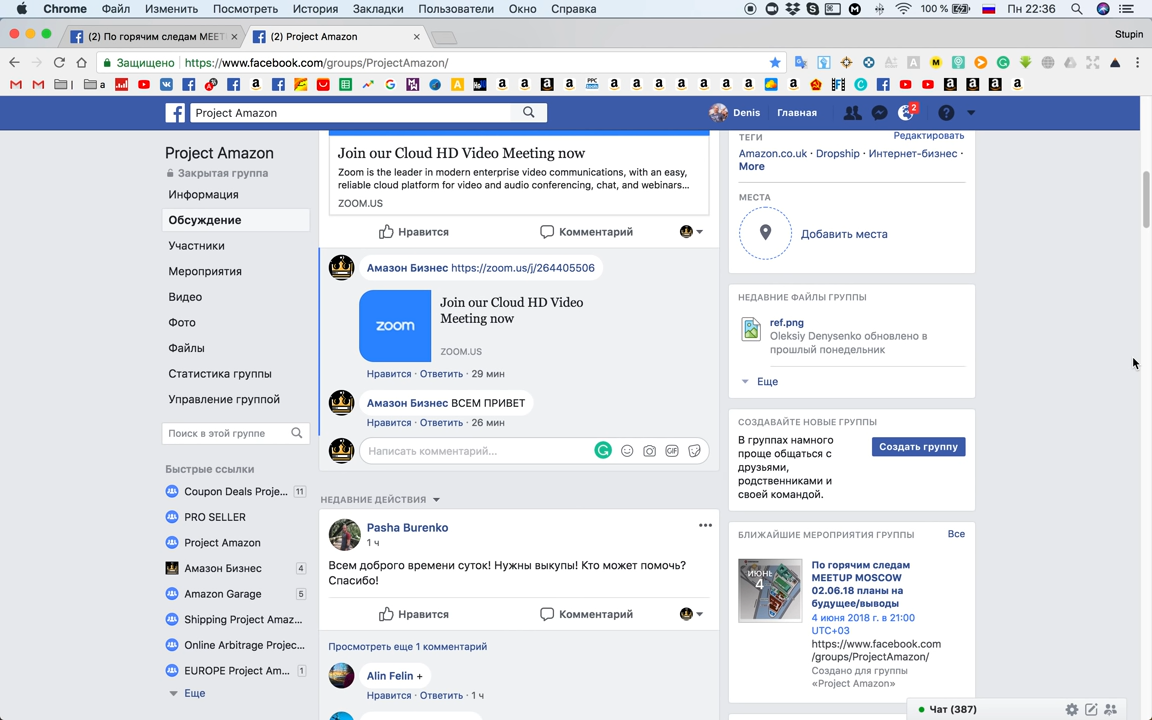 Chrome Файл Изменить Посмотреть История Закладки Пользователи Окно Справка 100 % Пн 22:36
(2) По горячим следам MEET
(2) Project Amazon
Stupin
Защищено https://www.facebook.com/groups/ProjectAmazon/
Project Amazon
Denis Главная 2
Project Amazon
Закрытая группа
Информация
Обсуждение
Участники
Мероприятия
Видео
Фото
Файлы
Статистика группы
Управление группой
Поиск в этой группе
Быстрые ссылки
Coupon Deals Proje... 11
PRO SELLER
Project Amazon
Амазон Бизнес 4
Amazon Garage 5
Shipping Project Amaz...
Online Arbitrage Projec...
EUROPE Project Am... 1
Еще
Join our Cloud HD Video Meeting now
Zoom is the leader in modern enterprise video communications, with an easy,
reliable cloud platform for video and audio conferencing, chat, and webinars...
ZOOM.US
Нравится Комментарий
Амазон Бизнес https://zoom.us/j/264405506
zoom
Join our Cloud HD Video
Meeting now
ZOOM.US
Нравится · Ответить · 29 мин
Амазон Бизнес ВСЕМ ПРИВЕТ
Нравится · Ответить · 26 мин
Написать комментарий...
GIF
НЕДАВНИЕ ДЕЙСТВИЯ
Pasha Burenko
1 ч
Всем доброго времени суток! Нужны выкупы! Кто может помочь?
Спасибо!
Нравится Комментарий
Просмотреть еще 1 комментарий
Alin Felin +
Нравится · Ответить · 1 ч
ТЕГИ Редактировать
Amazon.co.uk · Dropship · Интернет-бизнес ·
More
МЕСТА
Добавить места
НЕДАВНИЕ ФАЙЛЫ ГРУППЫ
ref.png
Oleksiy Denysenko обновлено в
прошлый понедельник
Еще
СОЗДАВАЙТЕ НОВЫЕ ГРУППЫ
В группах намного
проще общаться с
друзьями,
родственниками и
своей командой.
Создать группу
БЛИЖАЙШИЕ МЕРОПРИЯТИЯ ГРУППЫ Все
ИЮНЬ
4
По горячим следам
MEETUP MOSCOW
02.06.18 планы на
будущее/выводы
4 июня 2018 г. в 21:00
UTC+03
https://www.facebook.com
/groups/ProjectAmazon/
Создано для группы
«Project Amazon»
Чат (387)